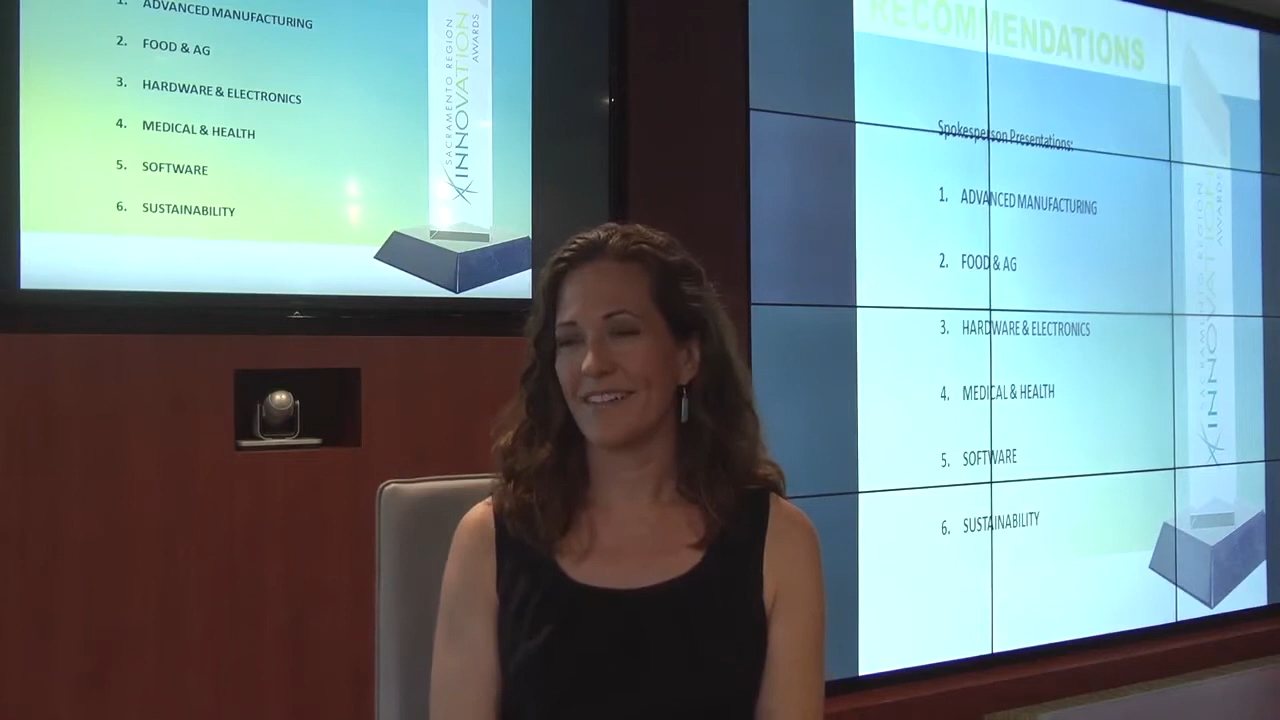 1. ADVANCED MANUFACTURING
2. FOOD & AG
3. HARDWARE & ELECTRONICS
4. MEDICAL & HEALTH
5. SOFTWARE
6. SUSTAINABILITY
SACRAMENTO REGION
INNOVATION
AWARDS
RECOMMENDATIONS
Spokesperson Presentations:
1. ADVANCED MANUFACTURING
2. FOOD & AG
3. HARDWARE & ELECTRONICS
4. MEDICAL & HEALTH
5. SOFTWARE
6. SUSTAINABILITY
SACRAMENTO REGION
INNOVATION
AWARDS